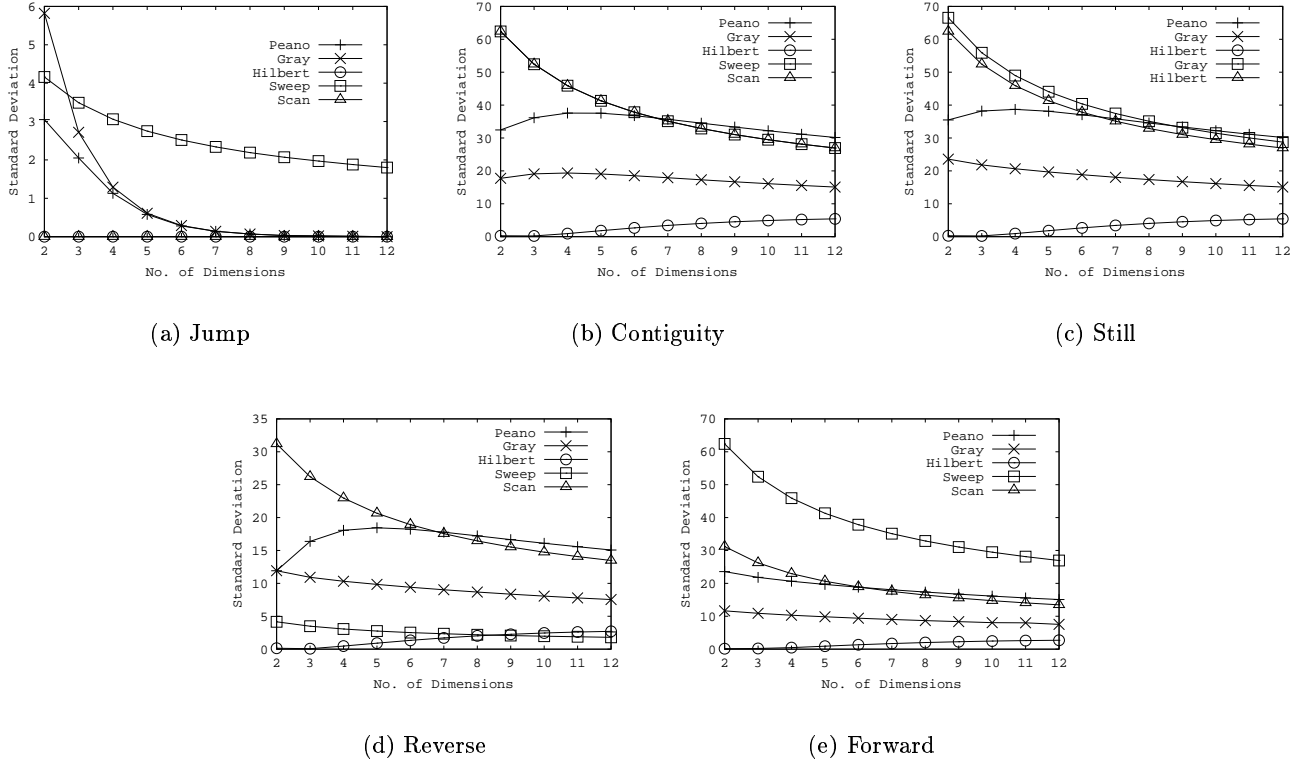 6
5
4
3
2
1
0
Standard Deviation
Peano
Gray
Hilbert
Sweep
Scan
2 3 4 5 6 7 8 9 10 11 12
No. of Dimensions
(a) Jump
70
60
50
40
30
20
10
0
Standard Deviation
Peano
Gray
Hilbert
Sweep
Scan
2 3 4 5 6 7 8 9 10 11 12
No. of Dimensions
(b) Contiguity
70
60
50
40
30
20
10
0
Standard Deviation
Peano
Gray
Hilbert
Gray
Hilbert
2 3 4 5 6 7 8 9 10 11 12
No. of Dimensions
(c) Still
35
30
25
20
15
10
5
0
Standard Deviation
Peano
Gray
Hilbert
Sweep
Scan
2 3 4 5 6 7 8 9 10 11 12
No. of Dimensions
(d) Reverse
70
60
50
40
30
20
10
0
Standard Deviation
Peano
Gray
Hilbert
Sweep
Scan
2 3 4 5 6 7 8 9 10 11 12
No. of Dimensions
(e) Forward